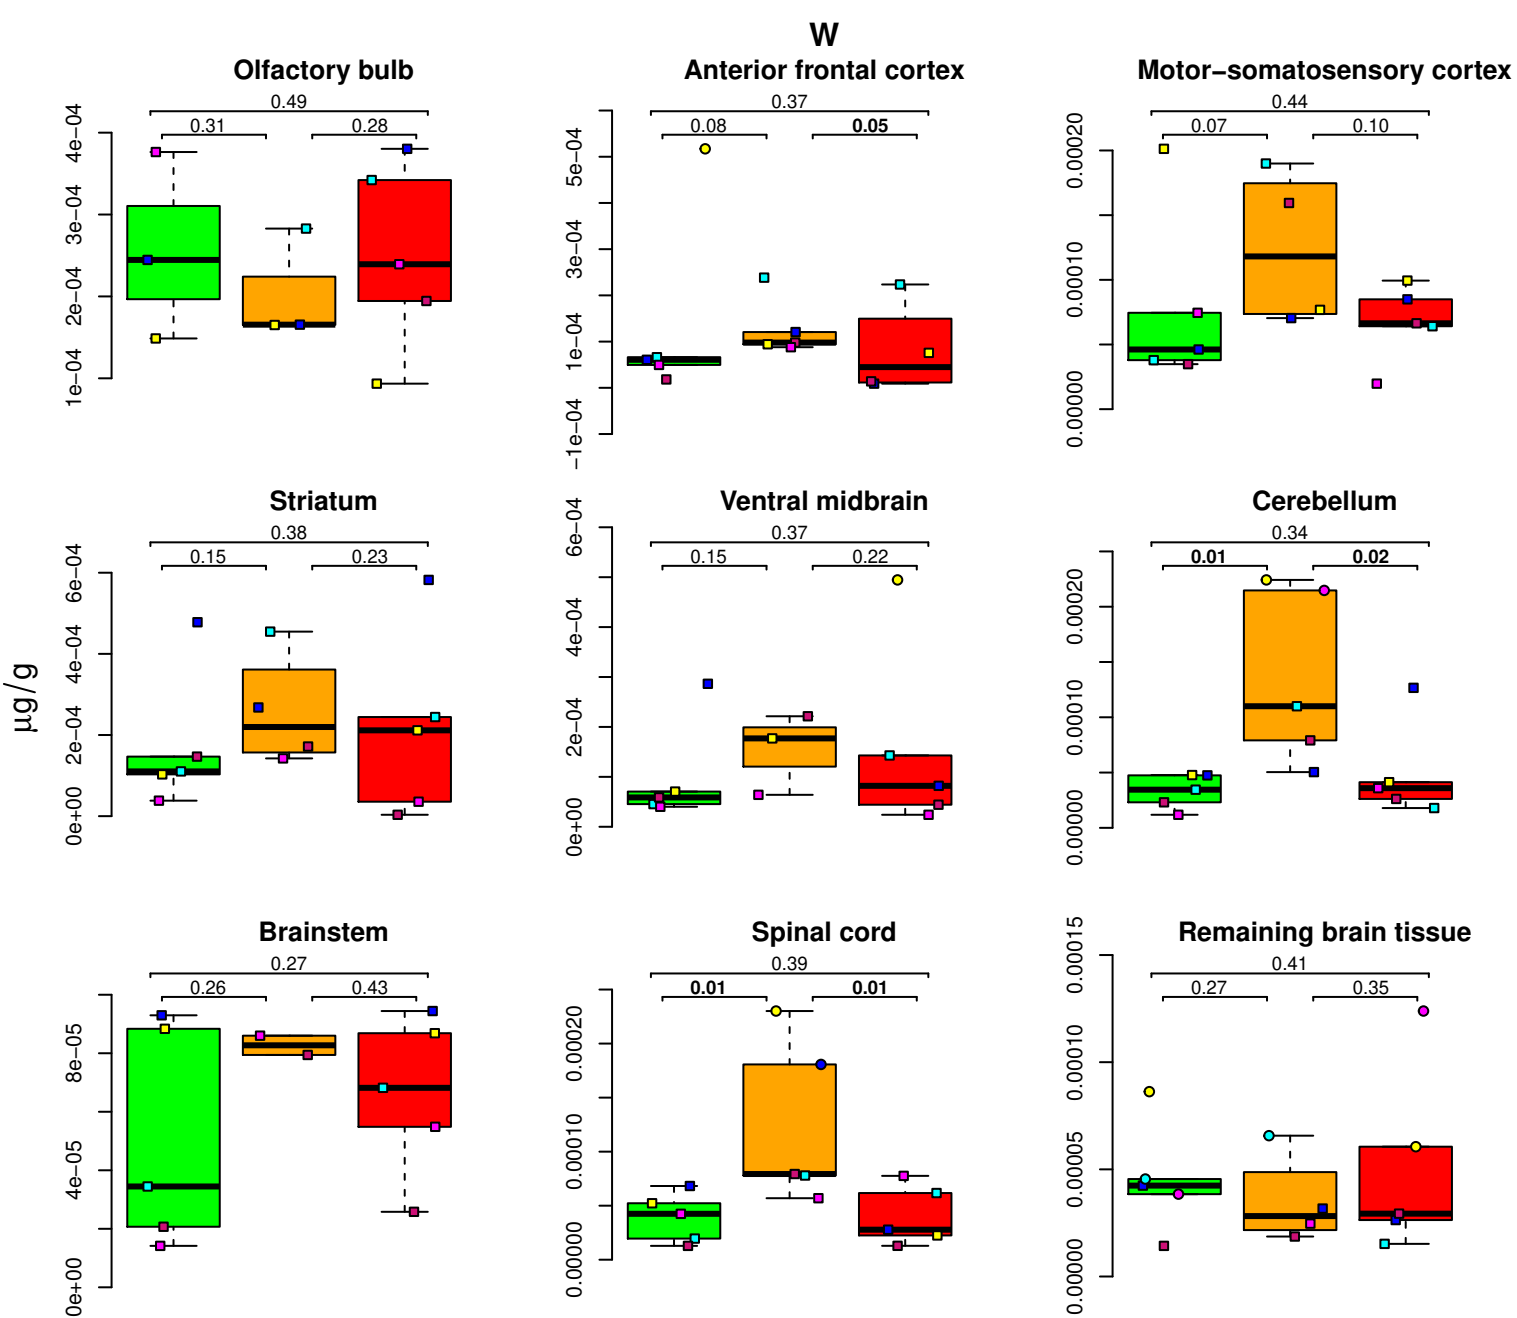 W
Olfactory bulb
Anterior frontal cortex
Motor−somatosensory cortex
0.49
0.31
0.28
1e−04
2e−04
3e−04
4e−04
0.37
0.08
0.05
−1e−04
1e−04
3e−04
5e−04
0.44
0.07
0.10
0.00000
0.00010
0.00020
µg/g
Striatum
Ventral midbrain
Cerebellum
0.38
0.15
0.23
0e+00
2e−04
4e−04
6e−04
0.37
0.15
0.22
0e+00
2e−04
4e−04
6e−04
0.34
0.01
0.02
0.00000
0.00010
0.00020
Brainstem
Spinal cord
Remaining brain tissue
0.27
0.26
0.43
0e+00
4e−05
8e−05
0.39
0.01
0.01
0.00000
0.00010
0.00020
0.41
0.27
0.35
0.00000
0.00005
0.00010
0.00015